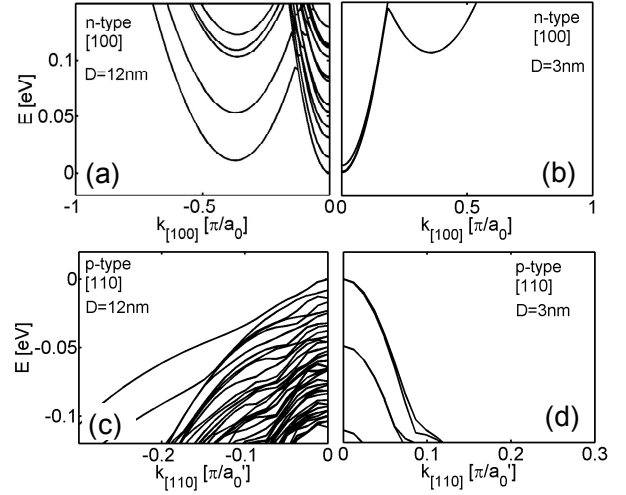 n-type
[100]
D=12nm
(a)
0.1
0.05
0
E [eV]
-1
-0.5
0
k[100] [π/a0]
n-type
[100]
D=3nm
(b)
0
0.5
1
k[100] [π/a0]
p-type
[110]
D=12nm
(c)
0
-0.05
-0.1
E [eV]
-0.2
-0.1
0
k[110] [π/a0']
p-type
[110]
D=3nm
(d)
0
0.1
0.2
0.3
k[110] [π/a0']